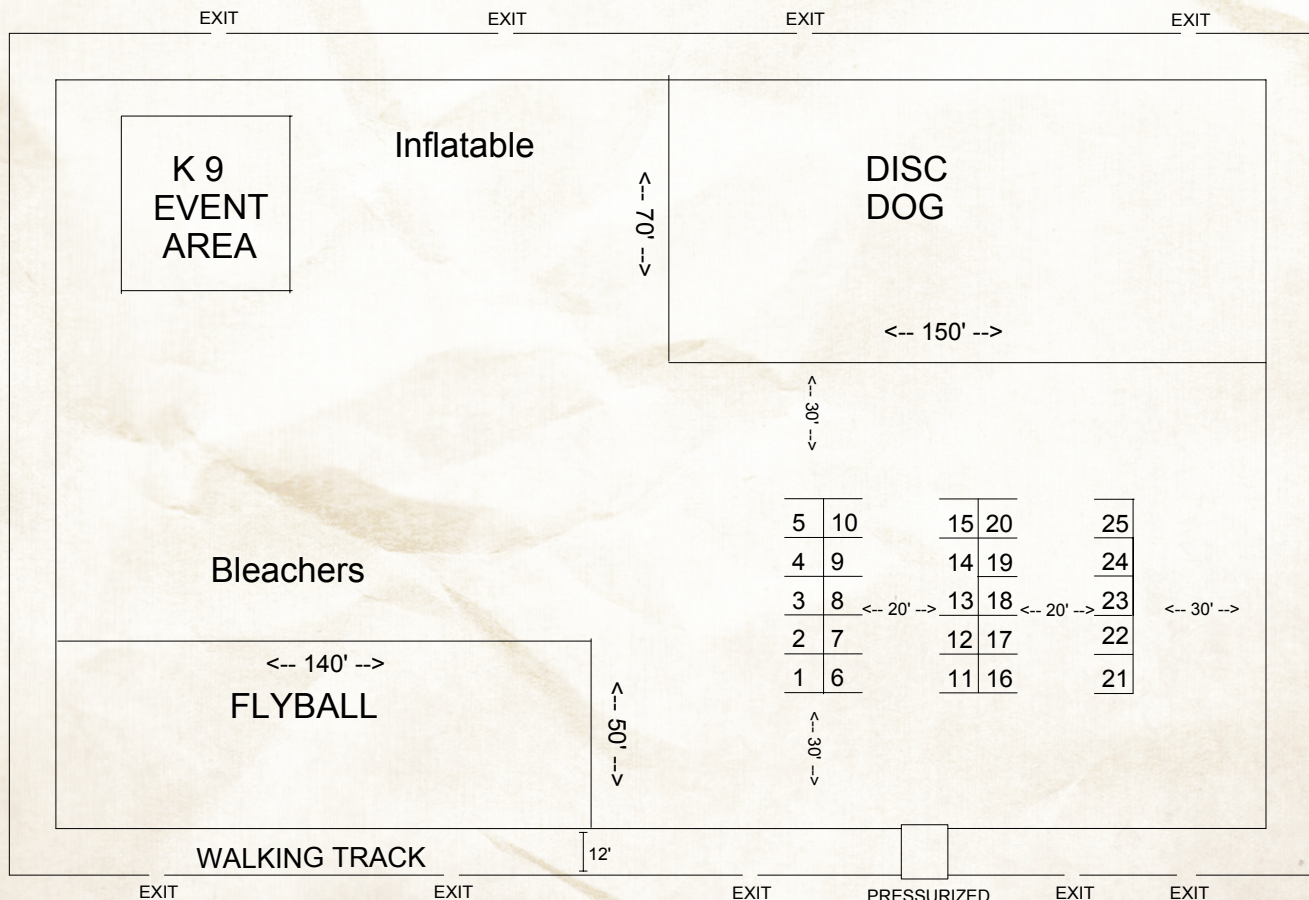 EXIT EXIT EXIT EXIT
K 9
EVENT
AREA
Inflatable
<-- 70' -->
DISC
DOG
<-- 150' -->
<-- 30' -->
5 10 15 20 25
4 9 14 19 24
3 8 <-- 20' --> 13 18 <-- 20' --> 23 <-- 30' -->
2 7 12 17 22
1 6 11 16 21
<-- 30' -->
Bleachers
<-- 140' -->
FLYBALL
<-- 50' -->
WALKING TRACK
12'
EXIT EXIT EXIT PRESSURIZED EXIT EXIT